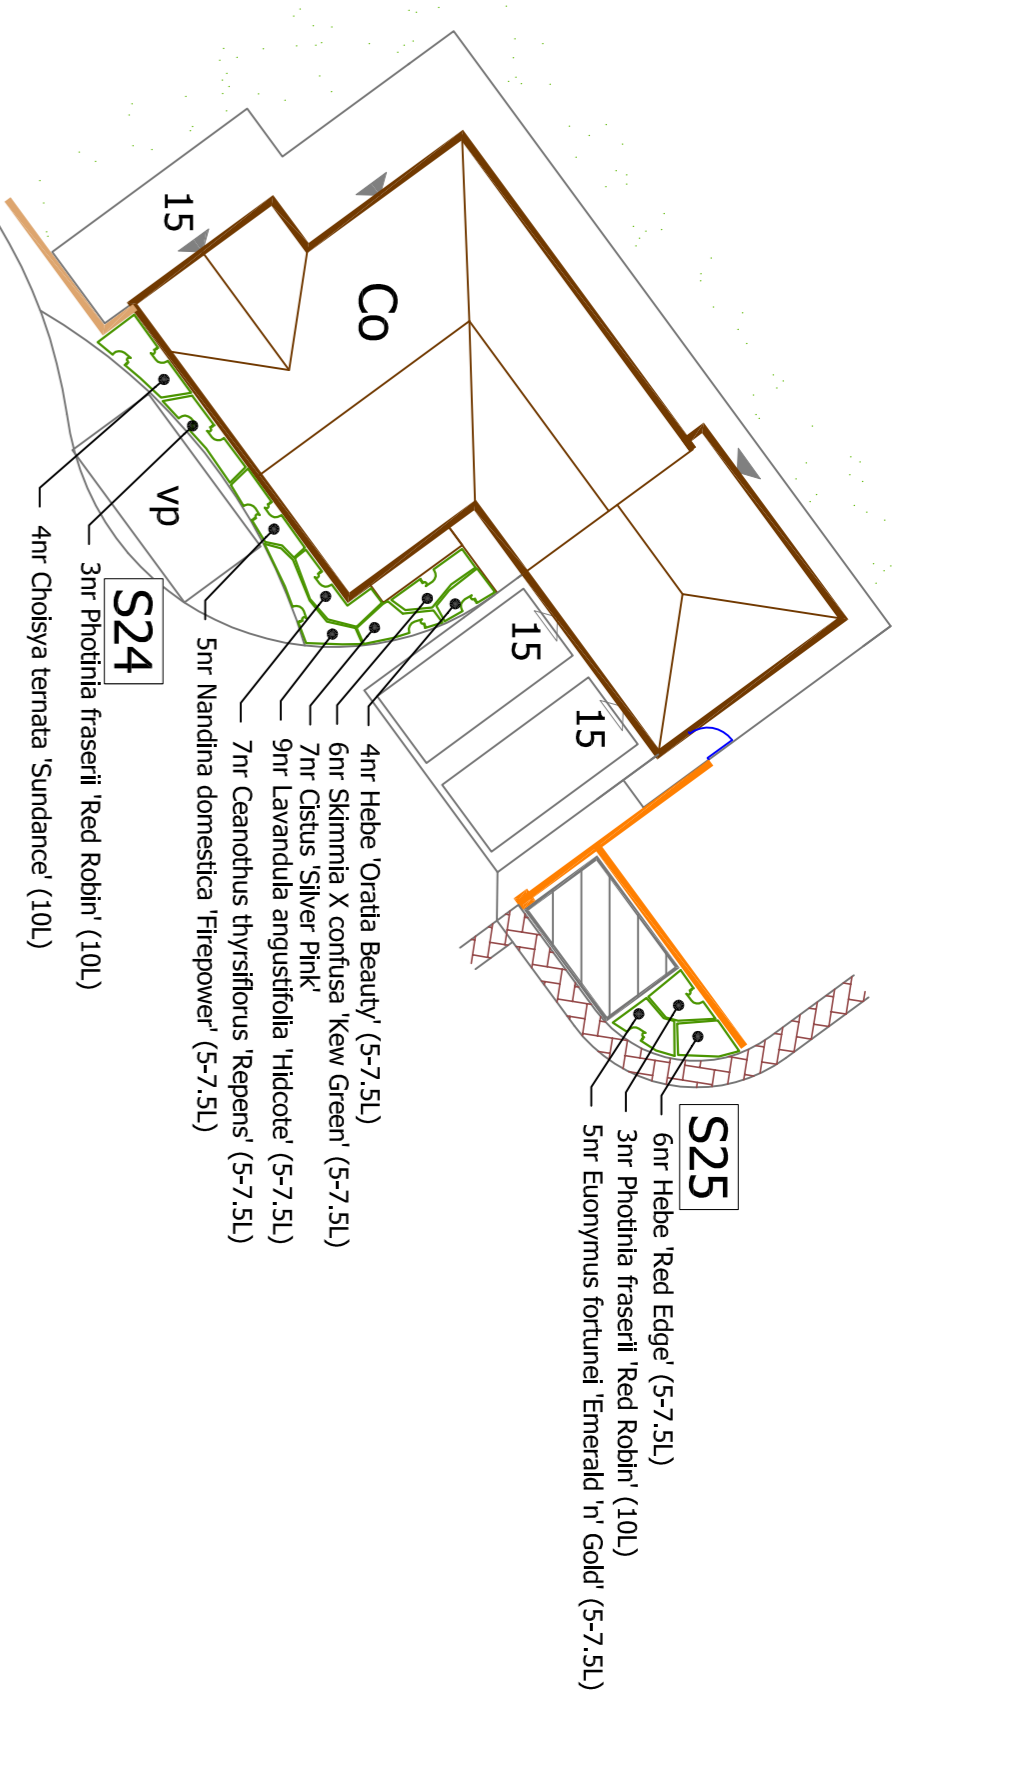 15
Co
15
15
vp
S25
6nr Hebe 'Red Edge' (5-7.5L)
3nr Photinia fraserii 'Red Robin' (10L)
5nr Euonymus fortunei 'Emerald 'n' Gold' (5-7.5L)
4nr Hebe 'Oratia Beauty' (5-7.5L)
6nr Skimmia X confusa 'Kew Green' (5-7.5L)
7nr Cistus 'Silver Pink'
9nr Lavandula angustifolia 'Hidcote' (5-7.5L)
7nr Ceanothus thyrsiflorus 'Repens' (5-7.5L)
5nr Nandina domestica 'Firepower' (5-7.5L)
S24
3nr Photinia fraserii 'Red Robin' (10L)
4nr Choisya ternata 'Sundance' (10L)